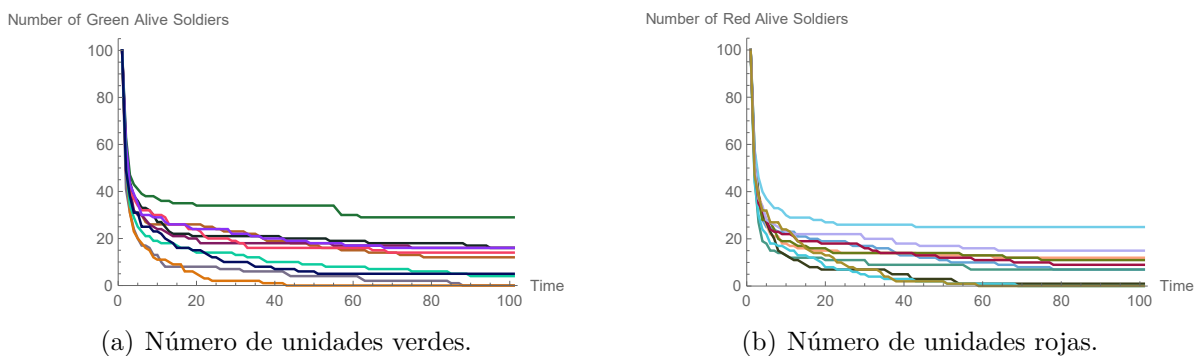 Number of Green Alive Soldiers
100
80
60
40
20
0
0 20 40 60 80 100
Time
(a) Número de unidades verdes.
Number of Red Alive Soldiers
100
80
60
40
20
0
0 20 40 60 80 100
Time
(b) Número de unidades rojas.